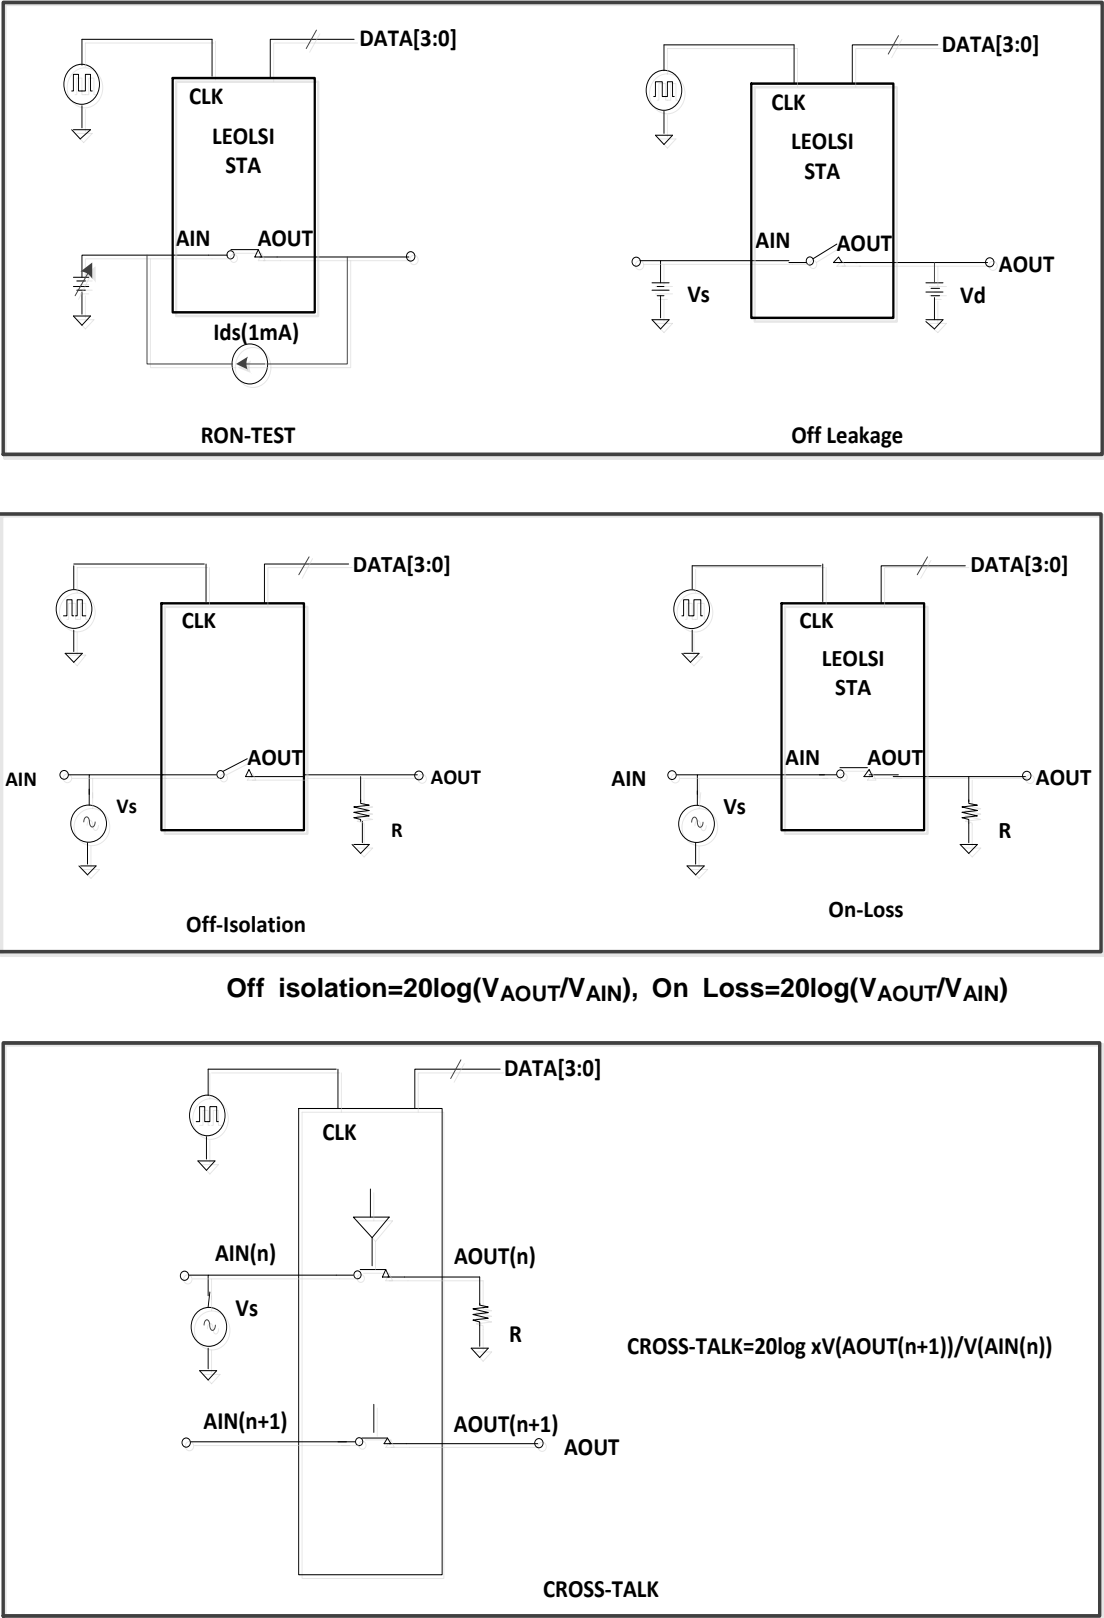 DATA[3:0]
CLK
LEOLSI
STA
AIN
AOUT
Ids(1mA)
RON-TEST
DATA[3:0]
CLK
LEOLSI
STA
AIN
AOUT
AOUT
Vs
Vd
Off Leakage
DATA[3:0]
CLK
AOUT
AIN
AOUT
Vs
R
Off-Isolation
DATA[3:0]
CLK
LEOLSI
STA
AIN
AOUT
AIN
AOUT
Vs
R
On-Loss
Off isolation=20log(VAOUT/VAIN), On Loss=20log(VAOUT/VAIN)
DATA[3:0]
CLK
AIN(n)
AOUT(n)
Vs
R
CROSS-TALK=20log xV(AOUT(n+1))/V(AIN(n))
AIN(n+1)
AOUT(n+1)
AOUT
CROSS-TALK